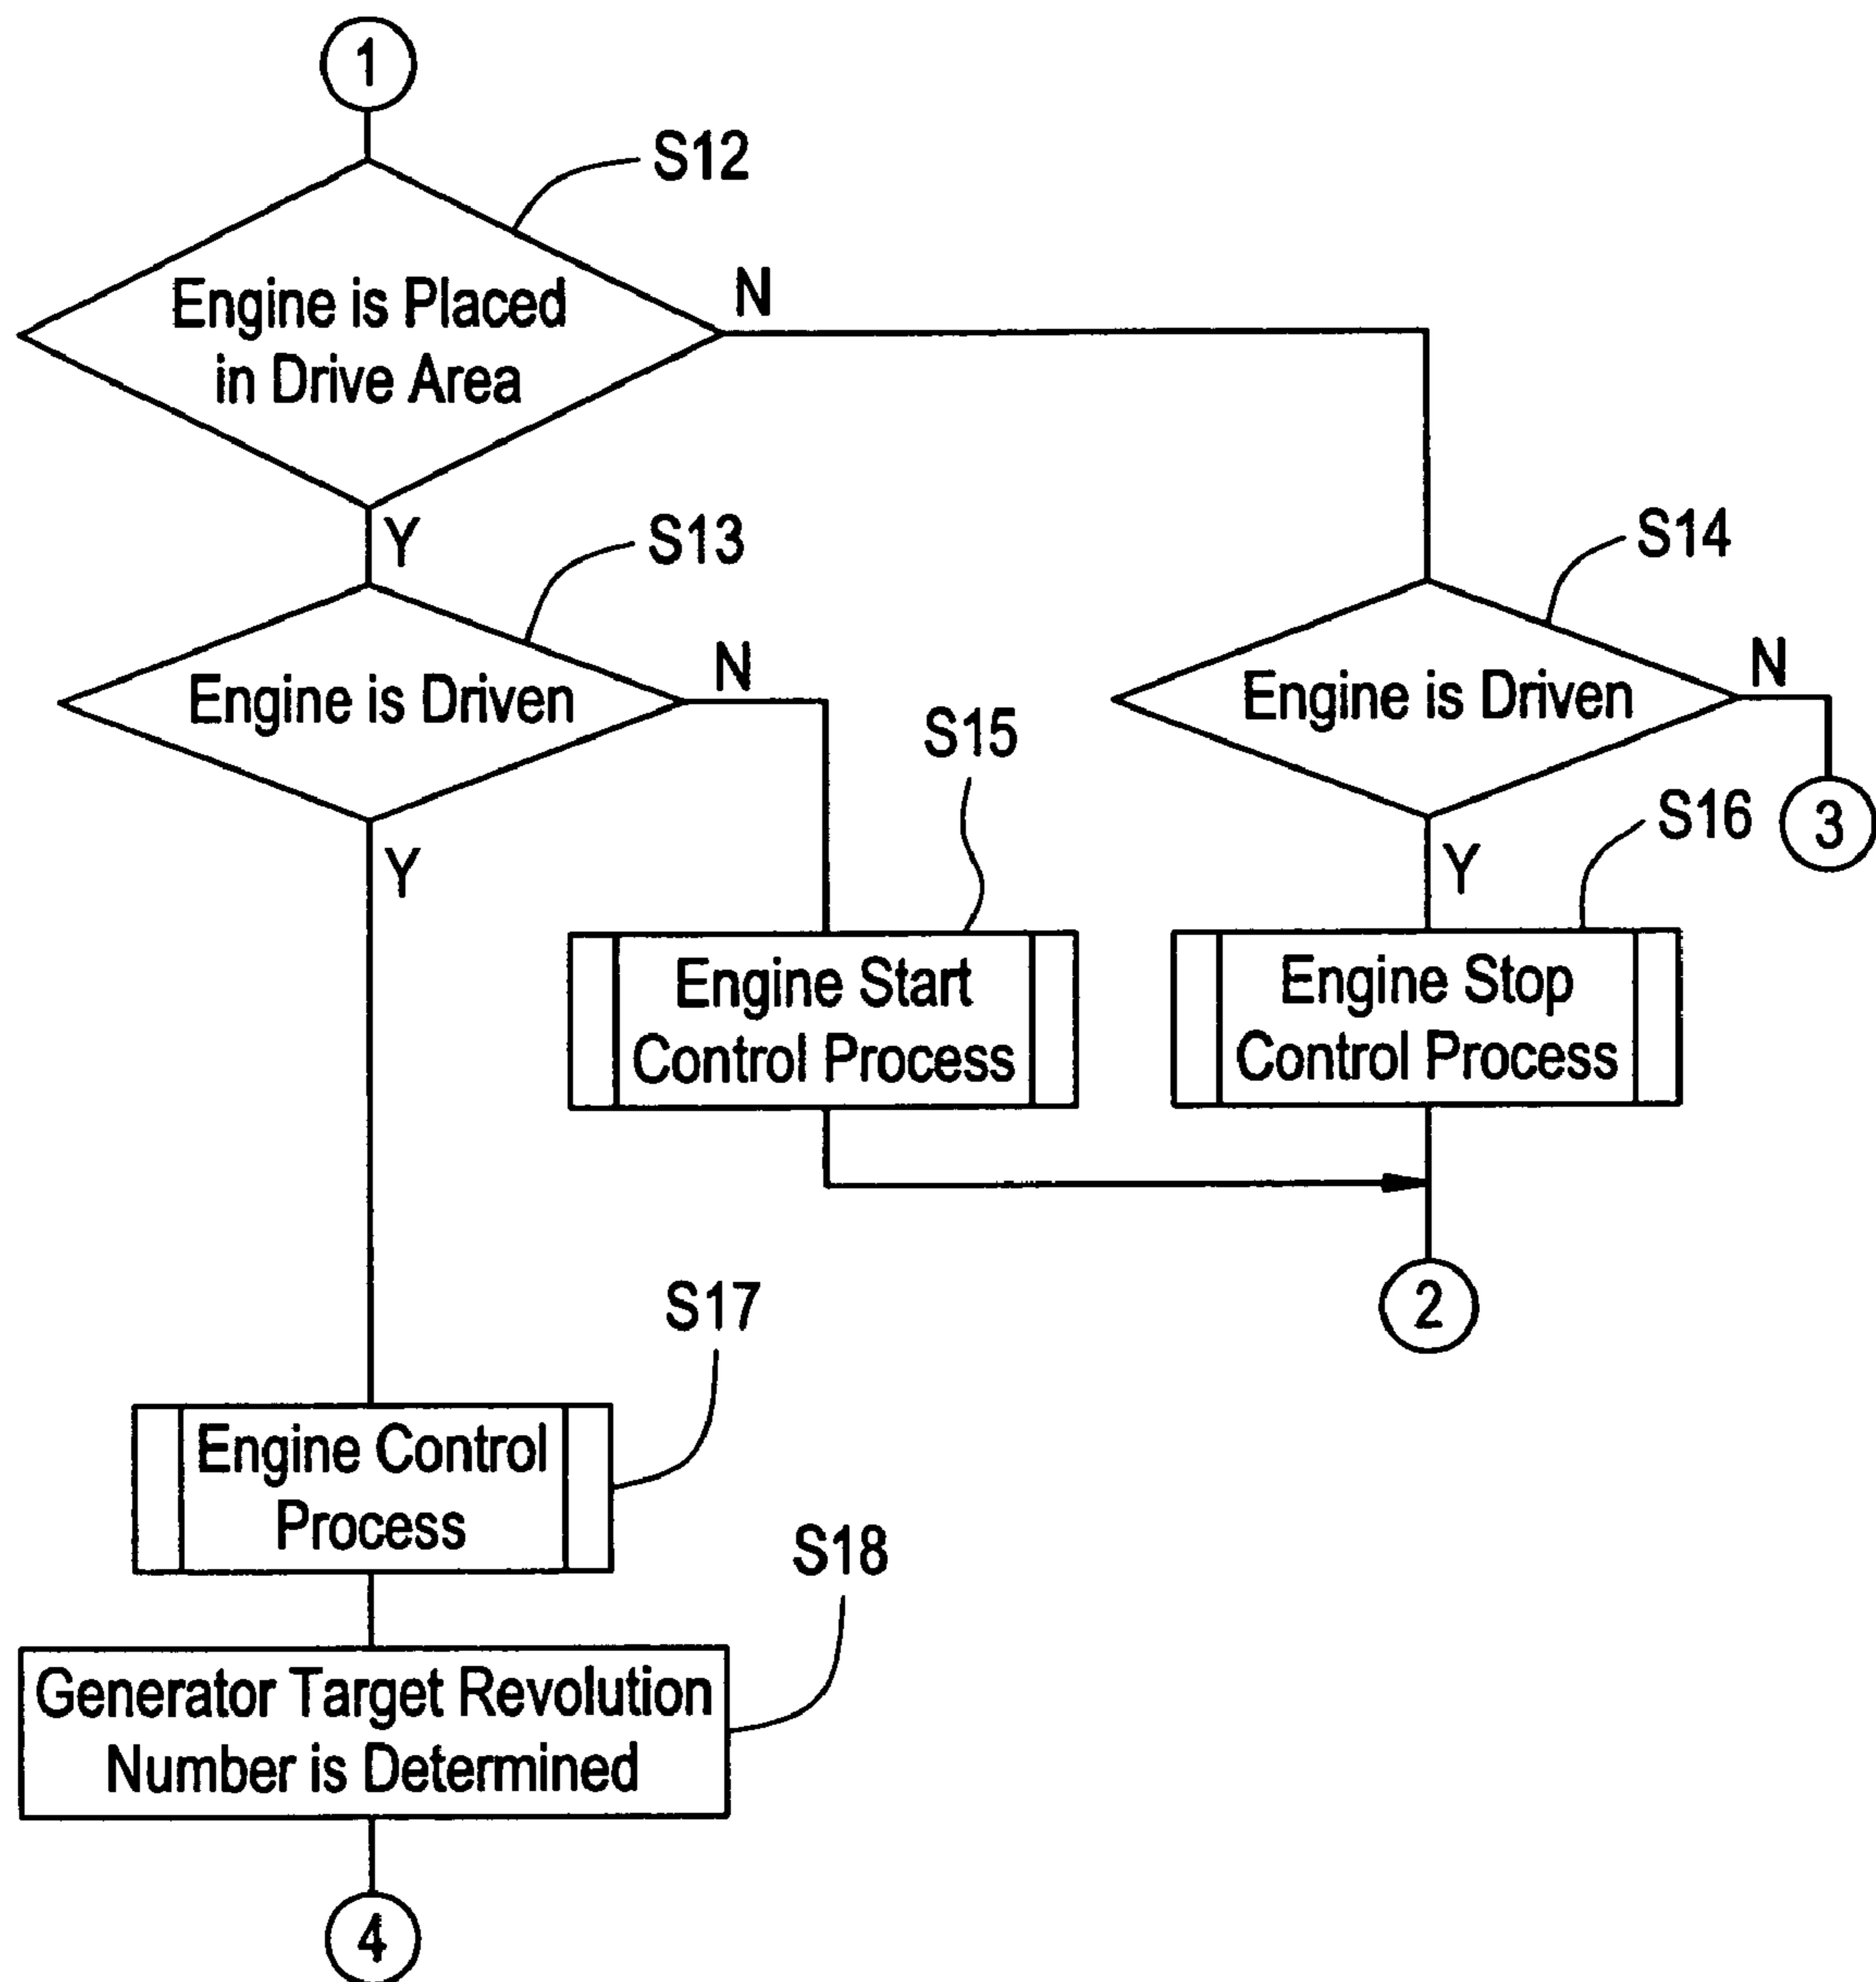 1
S12
Engine is Placed
in Drive Area
N
Y
S13
Engine is Driven
N
S14
Engine is Driven
N
3
Y
S15
Engine Start
Control Process
Y
S16
Engine Stop
Control Process
2
S17
Engine Control
Process
S18
Generator Target Revolution
Number is Determined
4